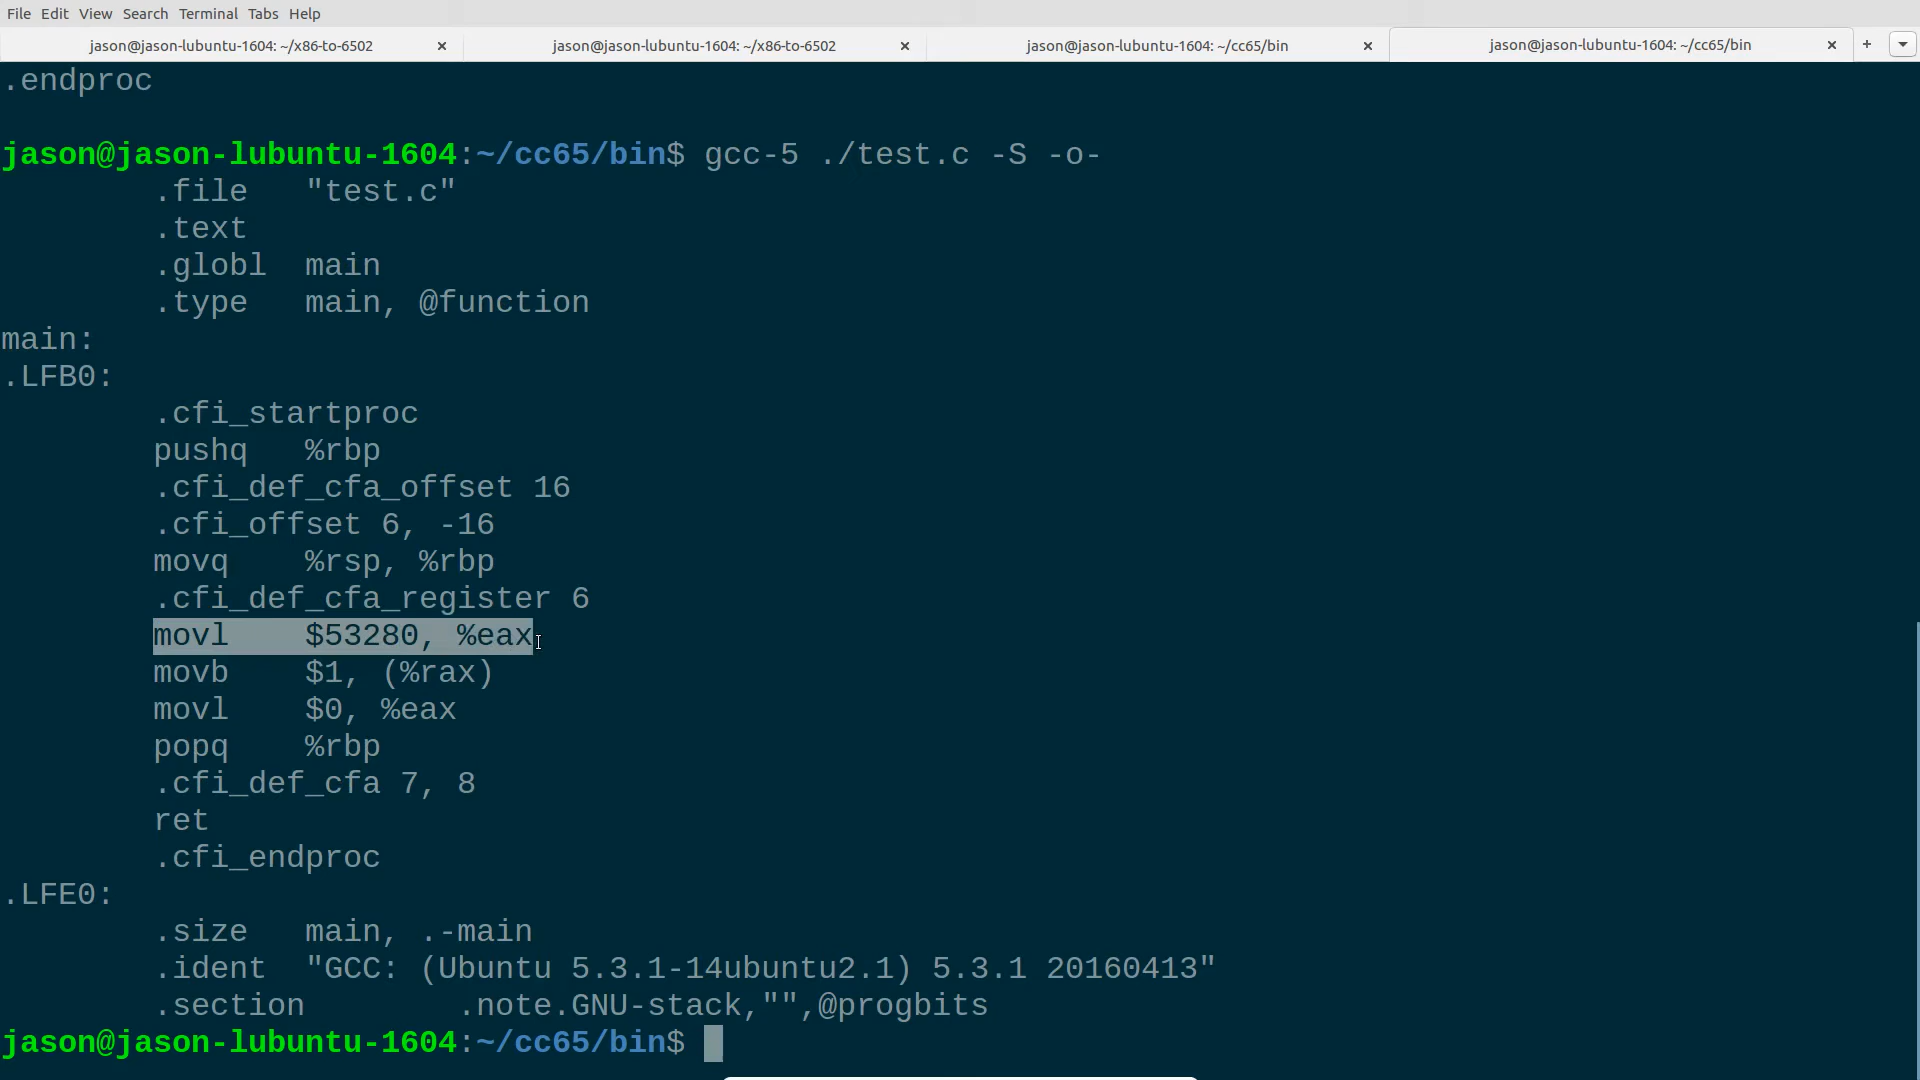 File Edit View Search Terminal Tabs Help
jason@jason-lubuntu-1604: ~/x86-to-6502 × jason@jason-lubuntu-1604: ~/x86-to-6502 × jason@jason-lubuntu-1604: ~/cc65/bin × jason@jason-lubuntu-1604: ~/cc65/bin × +
.endproc
jason@jason-lubuntu-1604:~/cc65/bin$ gcc-5 ./test.c -S -o-
.file "test.c"
.text
.globl main
.type main, @function
main:
.LFB0:
.cfi_startproc
pushq %rbp
.cfi_def_cfa_offset 16
.cfi_offset 6, -16
movq %rsp, %rbp
.cfi_def_cfa_register 6
movl $53280, %eax
movb $1, (%rax)
movl $0, %eax
popq %rbp
.cfi_def_cfa 7, 8
ret
.cfi_endproc
.LFE0:
.size main, .-main
.ident "GCC: (Ubuntu 5.3.1-14ubuntu2.1) 5.3.1 20160413"
.section .note.GNU-stack,"",@progbits
jason@jason-lubuntu-1604:~/cc65/bin$